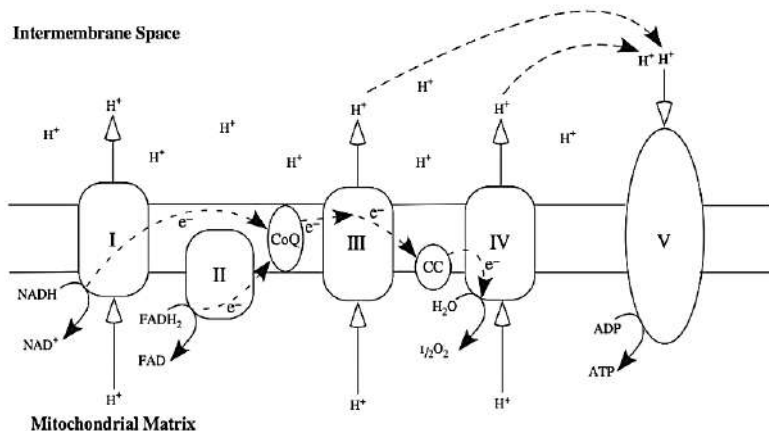 Intermembrane Space
H⁺ H⁺
H⁺
H⁺
H⁺
H⁺
H⁺
H⁺
H⁺
H⁺
H⁺
H⁺
H⁺
I
e⁻
CoQ
e⁻
III
e⁻
IV
V
II
CC
e⁻
NADH
FADH₂
e⁻
H₂O
ADP
NAD⁺
FAD
1/2O₂
ATP
H⁺
H⁺
H⁺
Mitochondrial Matrix